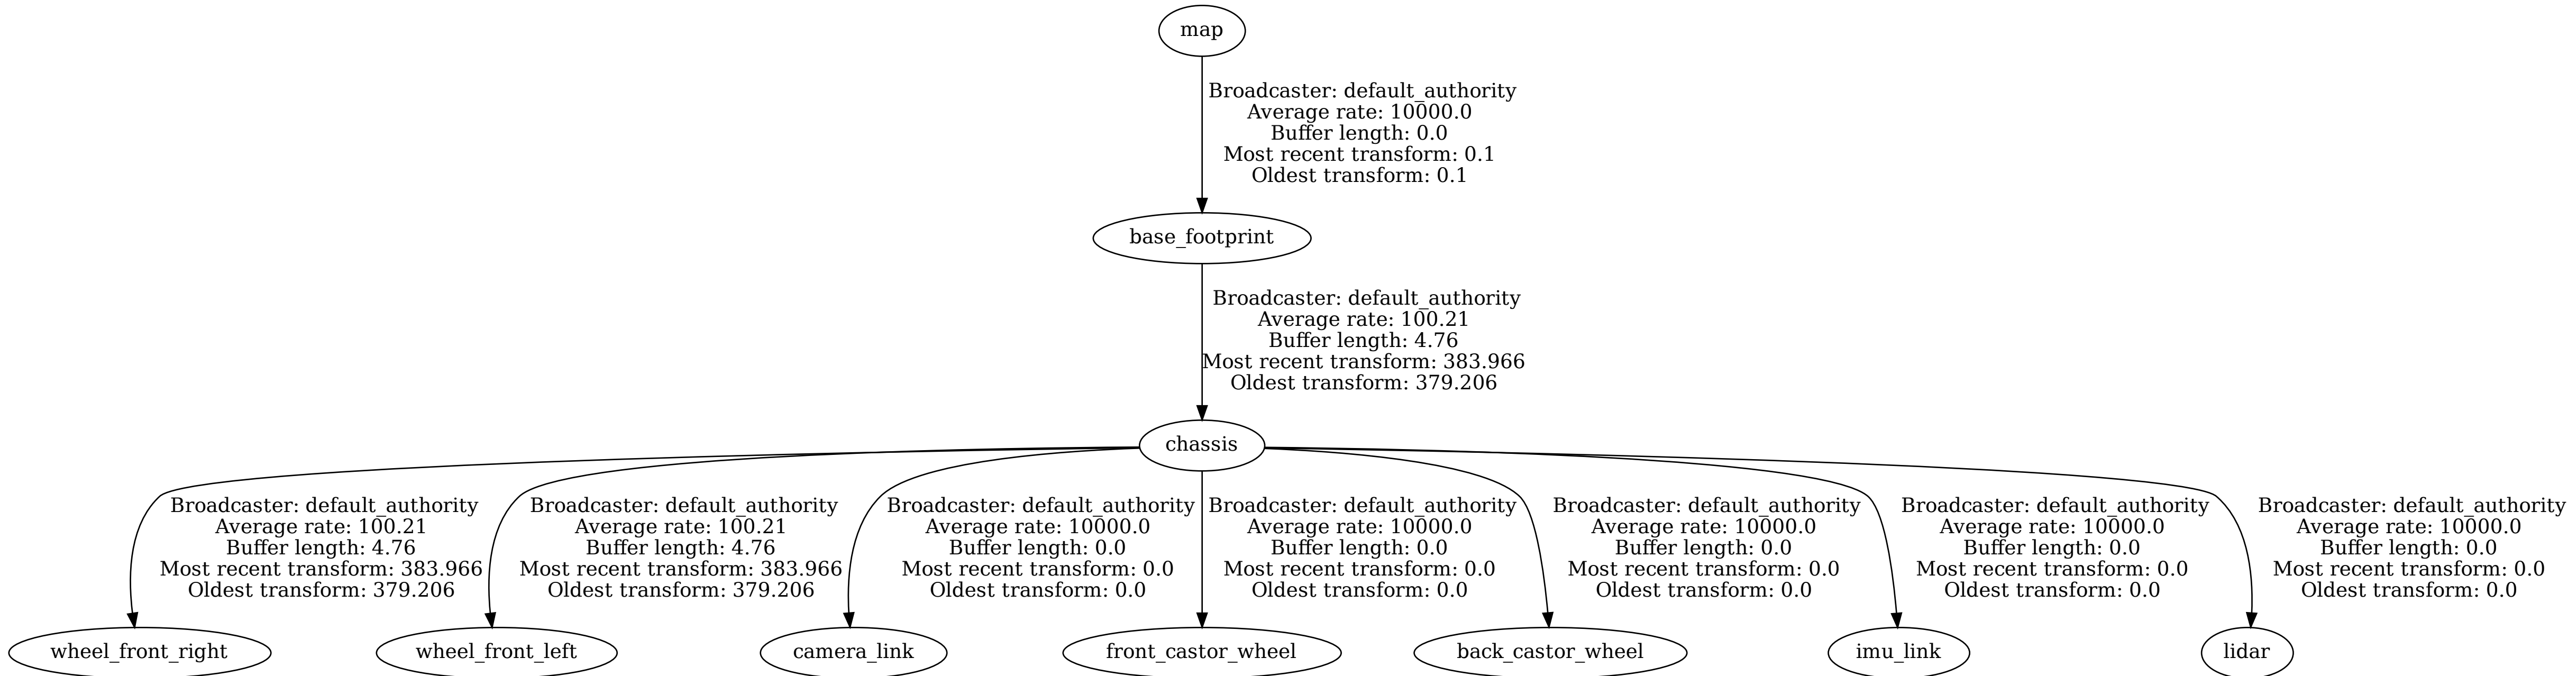 map
Broadcaster: default_authority
Average rate: 10000.0
Buffer length: 0.0
Most recent transform: 0.1
Oldest transform: 0.1
base_footprint
Broadcaster: default_authority
Average rate: 100.21
Buffer length: 4.76
Most recent transform: 383.966
Oldest transform: 379.206
chassis
Broadcaster: default_authority
Average rate: 100.21
Buffer length: 4.76
Most recent transform: 383.966
Oldest transform: 379.206
Broadcaster: default_authority
Average rate: 100.21
Buffer length: 4.76
Most recent transform: 383.966
Oldest transform: 379.206
Broadcaster: default_authority
Average rate: 10000.0
Buffer length: 0.0
Most recent transform: 0.0
Oldest transform: 0.0
Broadcaster: default_authority
Average rate: 10000.0
Buffer length: 0.0
Most recent transform: 0.0
Oldest transform: 0.0
Broadcaster: default_authority
Average rate: 10000.0
Buffer length: 0.0
Most recent transform: 0.0
Oldest transform: 0.0
Broadcaster: default_authority
Average rate: 10000.0
Buffer length: 0.0
Most recent transform: 0.0
Oldest transform: 0.0
Broadcaster: default_authority
Average rate: 10000.0
Buffer length: 0.0
Most recent transform: 0.0
Oldest transform: 0.0
wheel_front_right
wheel_front_left
camera_link
front_castor_wheel
back_castor_wheel
imu_link
lidar